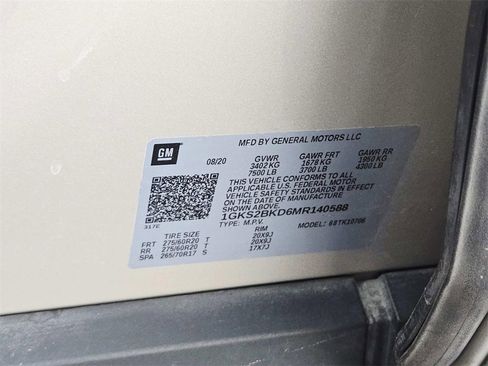 GM
MFD BY GENERAL MOTORS LLC
08/20 GVWR GAWR FRT GAWR RR
3402 KG 1678 KG 1950 KG
7500 LB 3700 LB 4300 LB
THIS VEHICLE CONFORMS TO ALL
APPLICABLE U.S. FEDERAL MOTOR
VEHICLE SAFETY STANDARDS IN EFFECT
ON THE DATE OF MANUFACTURE
SHOWN ABOVE.
1GKS2BKD6MR140588
317E TYPE: M.P.V. MODEL: 88TK10706
TIRE SIZE RIM
FRT 275/60R20 T 20X9J
RR 275/60R20 T 20X9J
SPA 265/70R17 S 17X7J